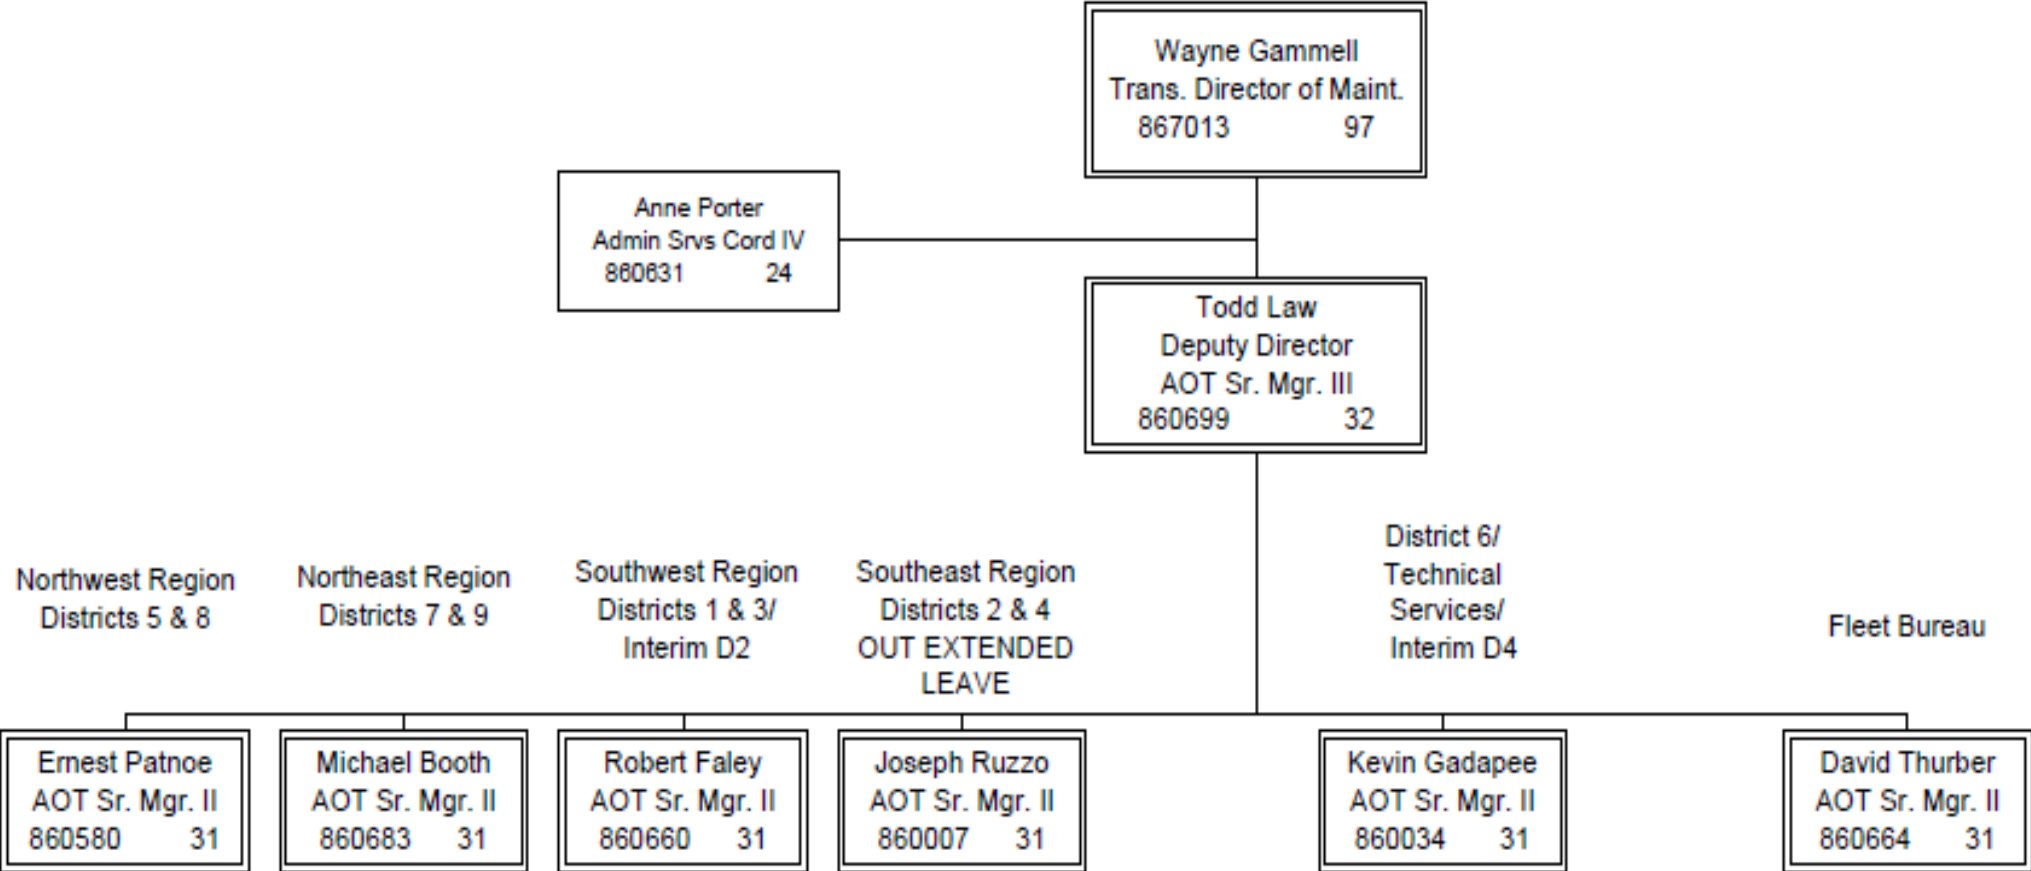 Wayne Gammell
Trans. Director of Maint.
867013 97
Anne Porter
Admin Srvs Cord IV
860631 24
Todd Law
Deputy Director
AOT Sr. Mgr. III
860699 32
Northwest Region
Districts 5 & 8
Northeast Region
Districts 7 & 9
Southwest Region
Districts 1 & 3/
Interim D2
Southeast Region
Districts 2 & 4
OUT EXTENDED
LEAVE
District 6/
Technical
Services/
Interim D4
Fleet Bureau
Ernest Patnoe
AOT Sr. Mgr. II
860580 31
Michael Booth
AOT Sr. Mgr. II
860683 31
Robert Faley
AOT Sr. Mgr. II
860660 31
Joseph Ruzzo
AOT Sr. Mgr. II
860007 31
Kevin Gadapee
AOT Sr. Mgr. II
860034 31
David Thurber
AOT Sr. Mgr. II
860664 31